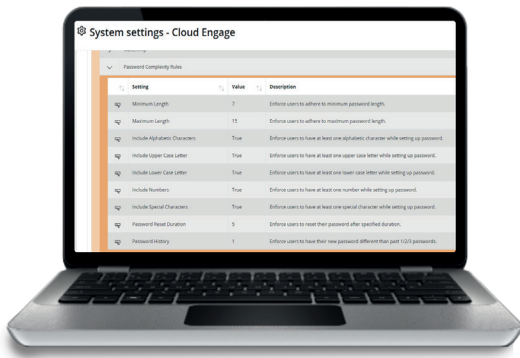 System settings - Cloud Engage
Password Complexity Rules
Setting Value Description
Minimum Length 7 Enforce users to adhere to minimum password length.
Maximum Length 15 Enforce users to adhere to maximum password length.
Include Alphabetic Characters True Enforce users to have at least one alphabetic character while setting up password.
Include Upper Case Letter True Enforce users to have at least one upper case letter while setting up password.
Include Lower Case Letter True Enforce users to have at least one lower case letter while setting up password.
Include Numbers True Enforce users to have at least one number while setting up password.
Include Special Characters True Enforce users to have at least one special character while setting up password.
Password Reset Duration 5 Enforce users to reset their password after specified duration.
Password History 1 Enforce users to have their new password different than past 1/2/3 passwords.